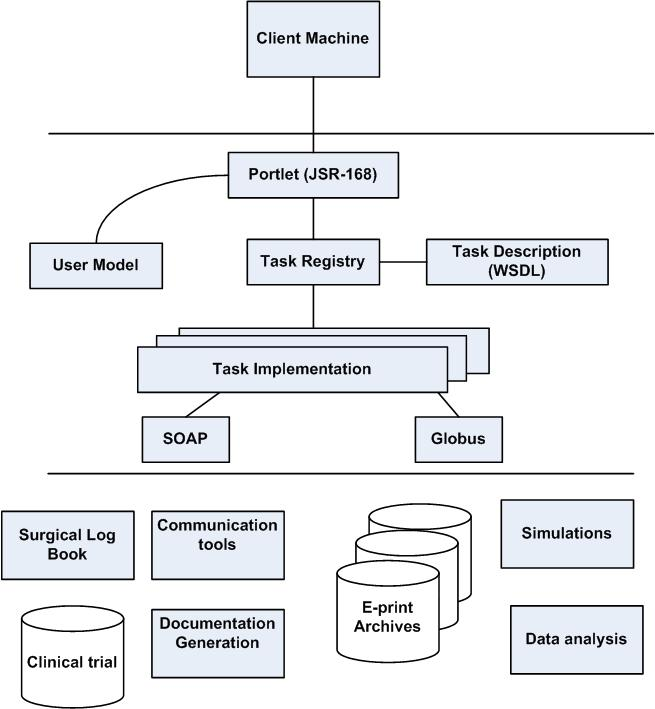 Client Machine
Portlet (JSR-168)
User Model
Task Registry
Task Description
(WSDL)
Task Implementation
SOAP
Globus
Surgical Log
Book
Communication
tools
Simulations
E-print
Archives
Clinical trial
Documentation
Generation
Data analysis